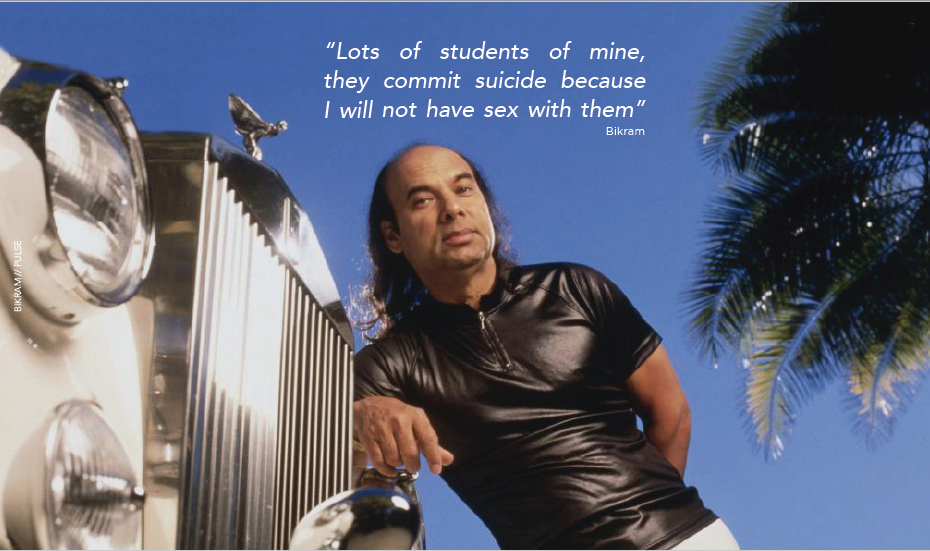 “Lots of students of mine,
they commit suicide because
I will not have sex with them”
Bikram
BIKRAM // PULSE